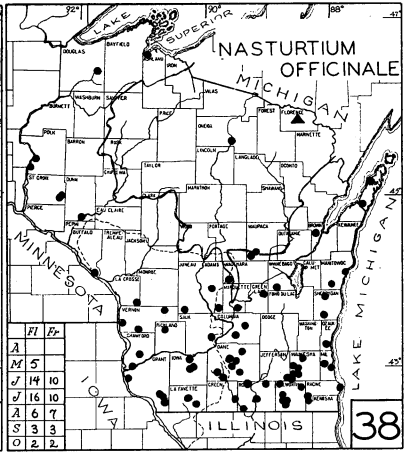 92° 90° 88° 47°
LAKE SUPERIOR
NASTURTIUM
OFFICINALE
MICHIGAN
DOUGLAS BAYFIELD
IRON
VILAS
FOREST FLORENCE
BURNETT WASHBURN SAWYER
PRICE ONEIDA
MARINETTE
POLK BARRON RUSK
LINCOLN LANGLADE OCONTO
TAYLOR
ST CROIX DUNN CHIPPEWA
MARATHON SHAWANO
45°
PIERCE
CLARK
PEPIN EAU CLAIRE
BUFFALO TREMPEALEAU JACKSON
PORTAGE WAUPACA OUTAGAMIE BROWN KEWAUNEE
MINNESOTA
MONROE JUNEAU ADAMS WAUSHARA WINNEBAGO CALUMET MANITOWOC
LA CROSSE
MARQUETTE GREEN FOND DU LAC SHEBOYGAN
LAKE MICHIGAN
VERNON SAUK COLUMBIA DODGE WASHINGTON OZAUKEE
RICHLAND
CRAWFORD
GRANT IOWA DANE JEFFERSON WAUKESHA MIL
43°
LA FAYETTE GREEN ROCK WALWORTH RACINE
KENOSHA
IOWA
ILLINOIS
38
Fl Fr
A
M 5
J 14 10
J 16 10
A 6 7
S 3 3
O 2 2